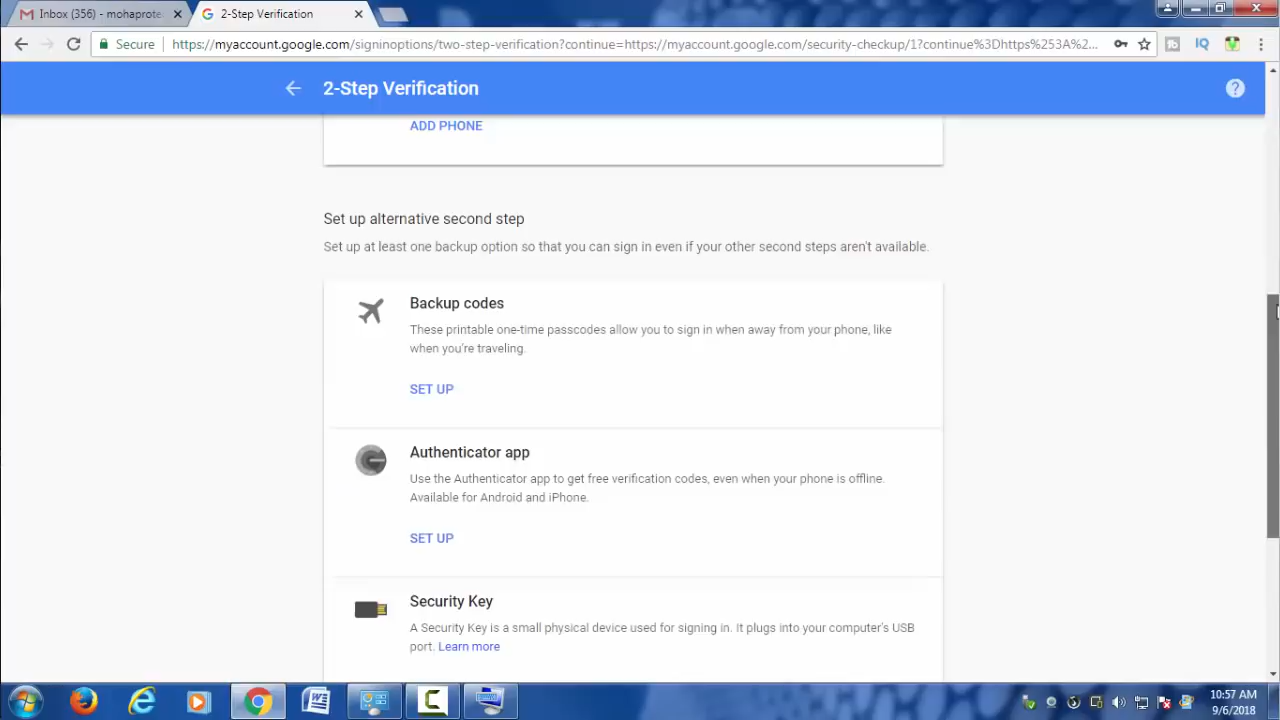 Inbox (356) - mohaprote
2-Step Verification
Secure
https://myaccount.google.com/signinoptions/two-step-verification?continue=https://myaccount.google.com/security-checkup/1?continue%3Dhttps%253A%2...
2-Step Verification
ADD PHONE
Set up alternative second step
Set up at least one backup option so that you can sign in even if your other second steps aren't available.
Backup codes
These printable one-time passcodes allow you to sign in when away from your phone, like
when you're traveling.
SET UP
Authenticator app
Use the Authenticator app to get free verification codes, even when your phone is offline.
Available for Android and iPhone.
SET UP
Security Key
A Security Key is a small physical device used for signing in. It plugs into your computer's USB
port. Learn more
10:57 AM
9/6/2018